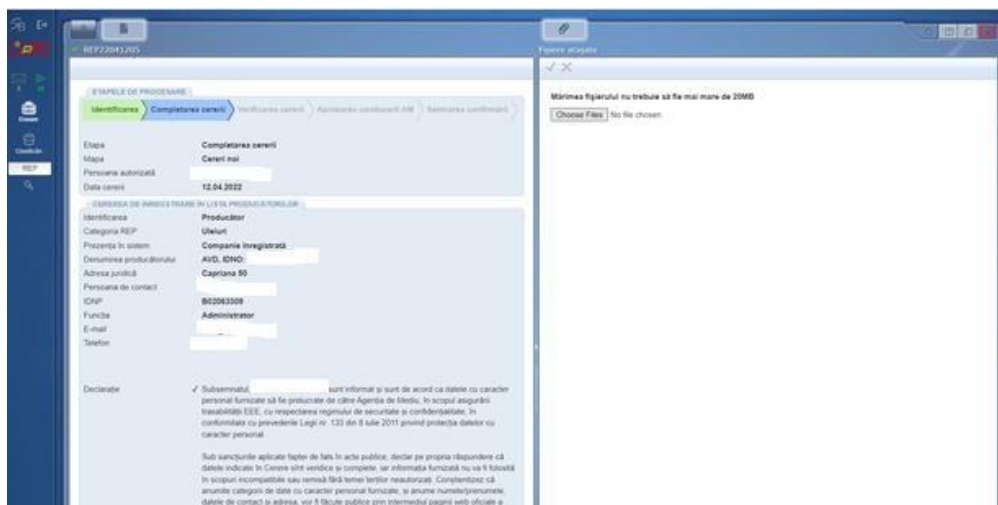 REP22041205
Fișiere atașate
ETAPELE DE PROCESARE
Identificarea
Completarea cererii
Verificarea cererii
Aprobarea conducerii AM
Semnarea confirmării
Etapa Completarea cererii
Mapa Cereri noi
Persoana autorizată
Data cererii 12.04.2022
CEREREA DE INREGISTRARE ÎN LISTA PRODUCATORILOR
Identificarea Producător
Categoria REP Uleiuri
Prezența în sistem Companie înregistrată
Denumirea producătorului AVD, IDNO:
Adresa juridică Capriana 50
Persoana de contact
IDNP B02063309
Funcția Administrator
E-mail
Telefon
Declarație ✓ Subsemnatul sunt informat și sunt de acord ca datele cu caracter
personal furnizate să fie prelucrate de către Agenția de Mediu, în scopul asigurării
trasabilității EEE, cu respectarea regimului de securitate și confidențialitate, în
conformitate cu prevederile Legii nr. 133 din 8 iulie 2011 privind protecția datelor cu
caracter personal.
Sub sancțiunile aplicate faptei de fals în acte publice, declar pe propria răspundere că
datele indicate în Cerere sînt veridice și complete, iar informația furnizată nu va fi folosită
în scopuri incompatibile sau remisă fără temei terților neautorizați. Conștientizez că
anumite categorii de date cu caracter personal furnizate, și anume numele/prenumele,
datele de contact și adresa, vor fi făcute publice prin intermediul paginii web oficiale a
Mărimea fișierului nu trebuie să fie mai mare de 20MB
Choose Files No file chosen
REP